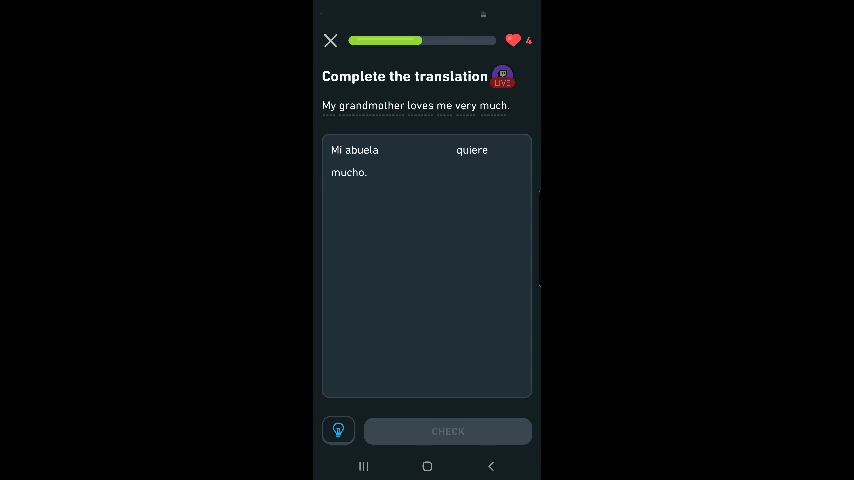 4
Complete the translation
LIVE
My grandmother loves me very much.
Mi abuela quiere
mucho.
CHECK